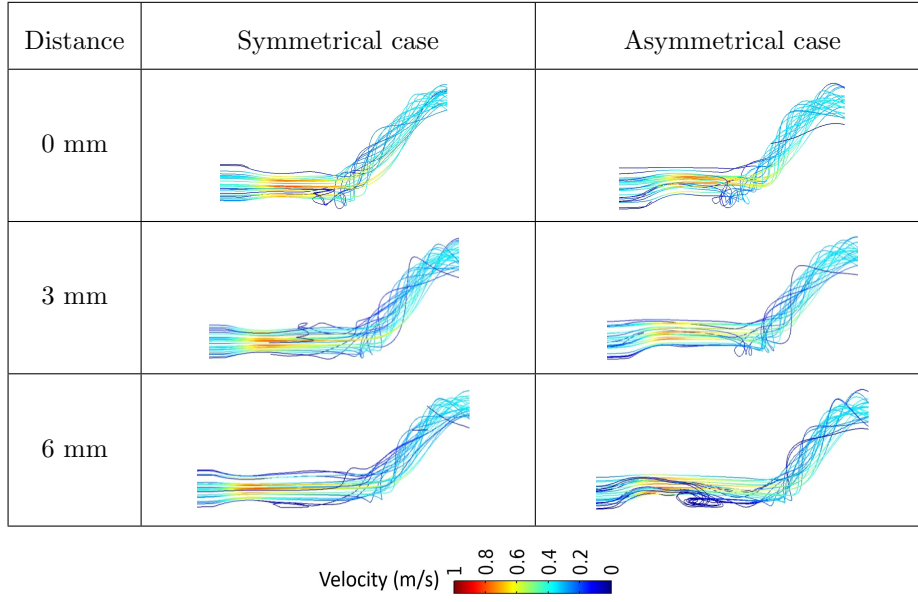 Distance Symmetrical case Asymmetrical case
0 mm
3 mm
6 mm
Velocity (m/s) 1 0.8 0.6 0.4 0.2 0